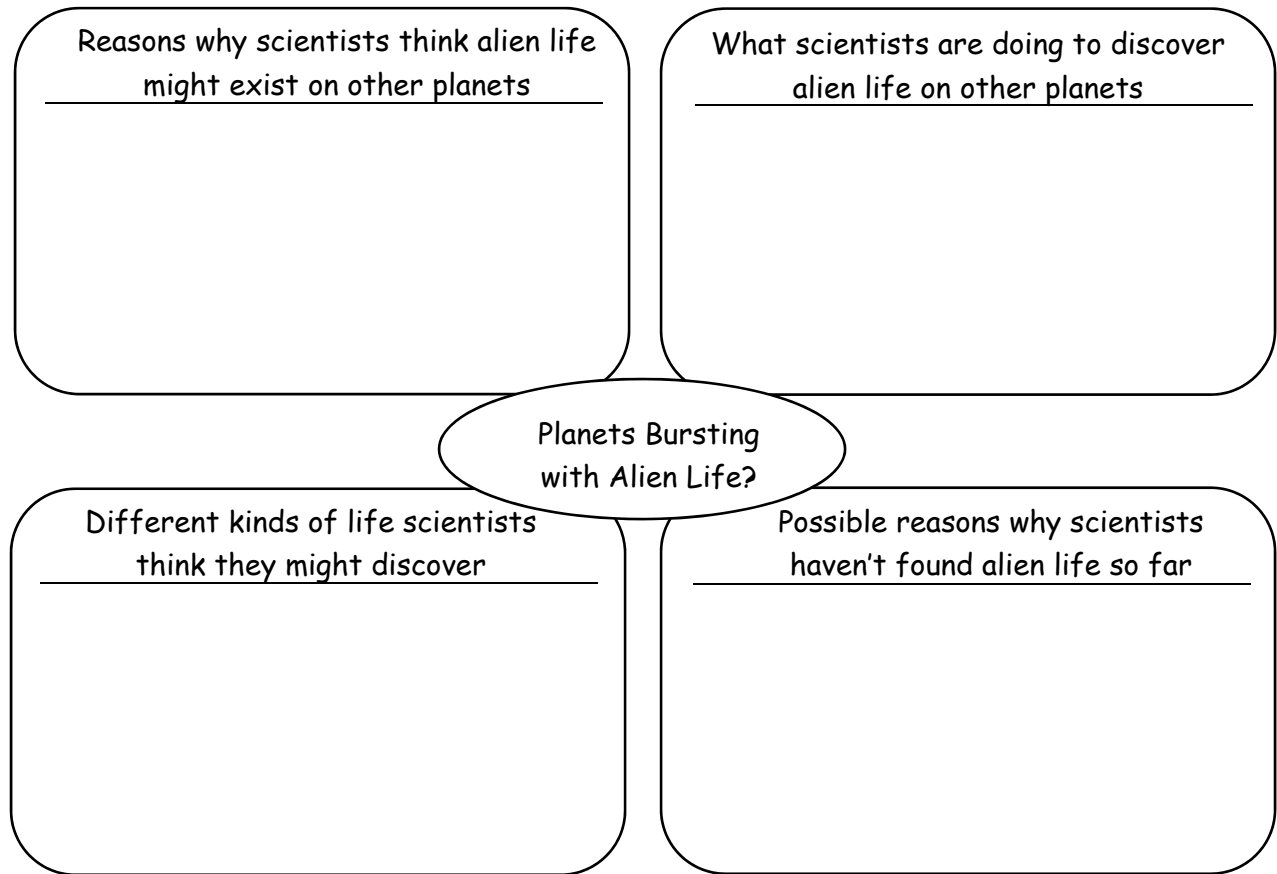 Reasons why scientists think alien life
might exist on other planets
What scientists are doing to discover
alien life on other planets
Planets Bursting
with Alien Life?
Different kinds of life scientists
think they might discover
Possible reasons why scientists
haven't found alien life so far